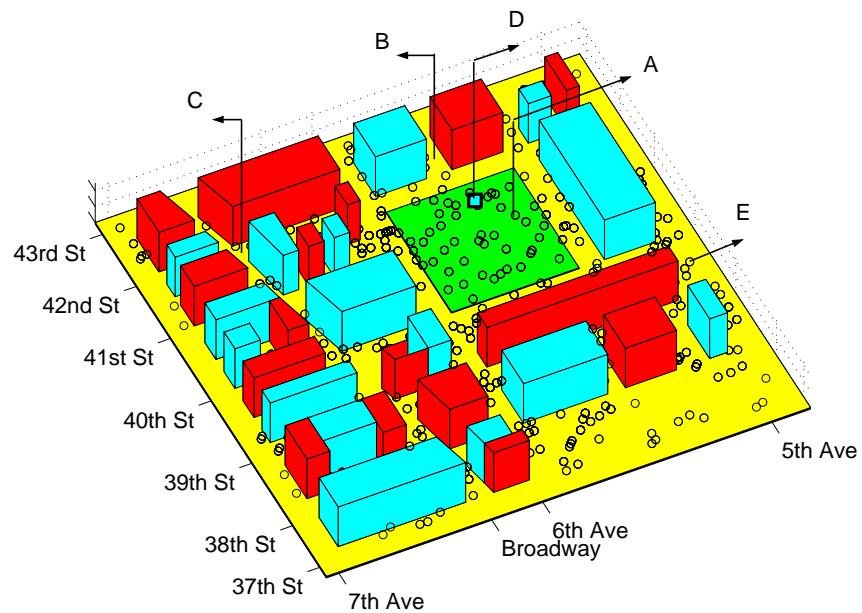 D
B
A
C
E
43rd St
42nd St
41st St
40th St
39th St
38th St
37th St
5th Ave
6th Ave
Broadway
7th Ave